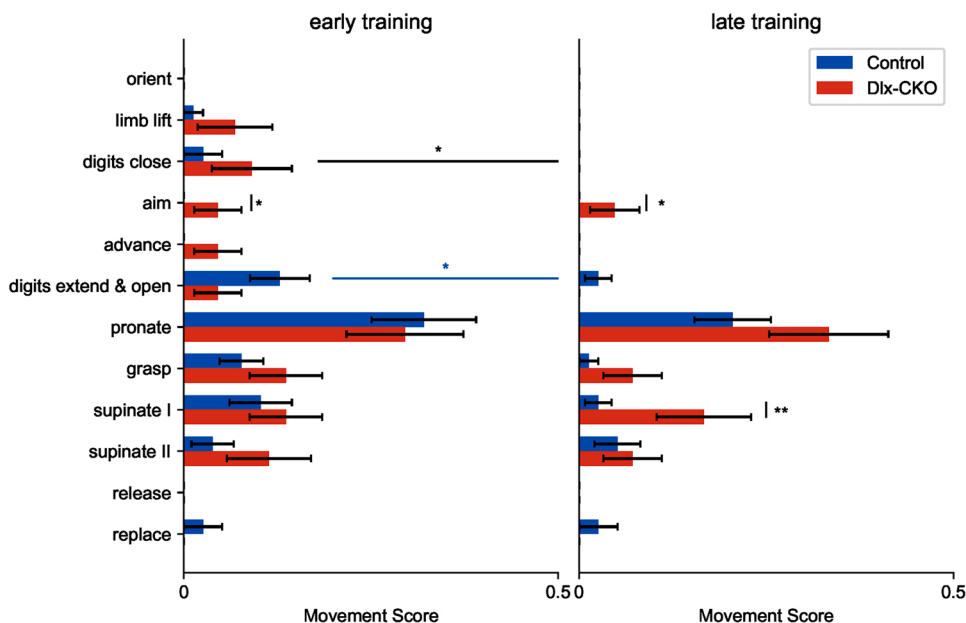 early training
late training
Control
Dlx-CKO
orient
limb lift
digits close
*
aim
*
*
advance
*
digits extend & open
pronate
grasp
supinate I
**
supinate II
release
replace
0
0.5
0
0.5
Movement Score
Movement Score